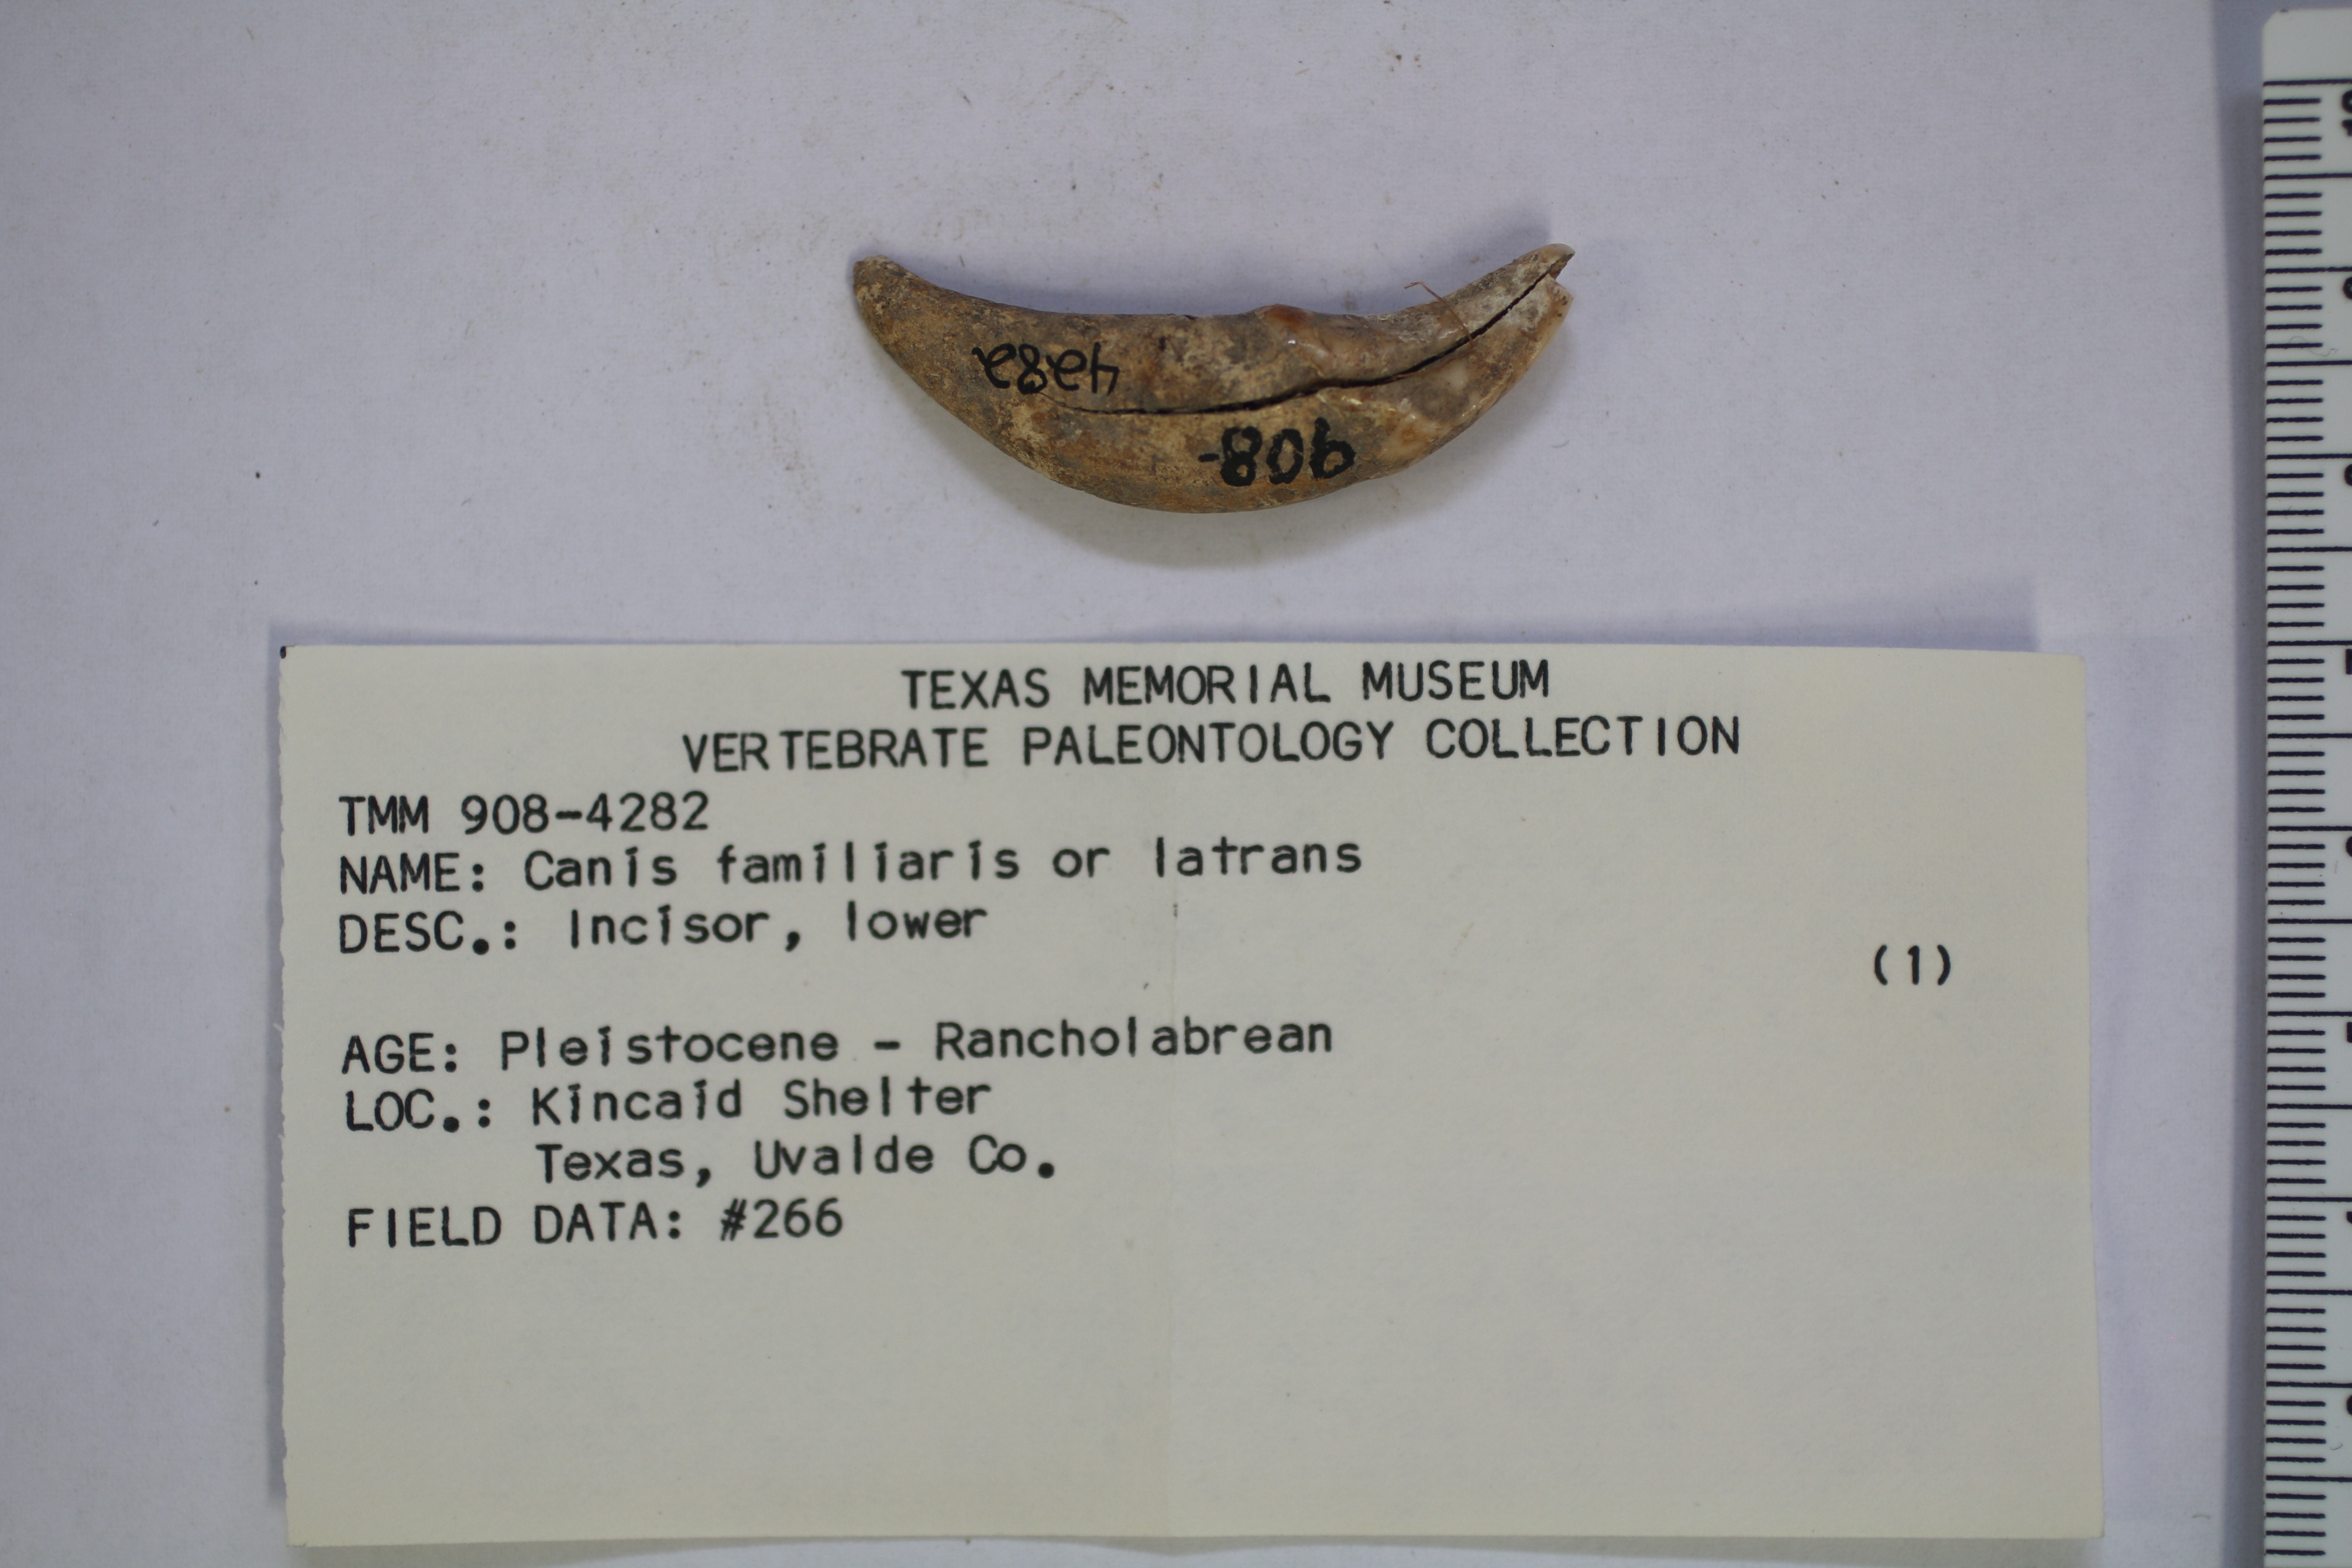 4282
908-
TEXAS MEMORIAL MUSEUM
VERTEBRATE PALEONTOLOGY COLLECTION
TMM 908-4282
NAME: Canis familiaris or latrans
DESC.: Incisor, lower
(1)
AGE: Pleistocene - Rancholabrean
LOC.: Kincaid Shelter
Texas, Uvalde Co.
FIELD DATA: #266